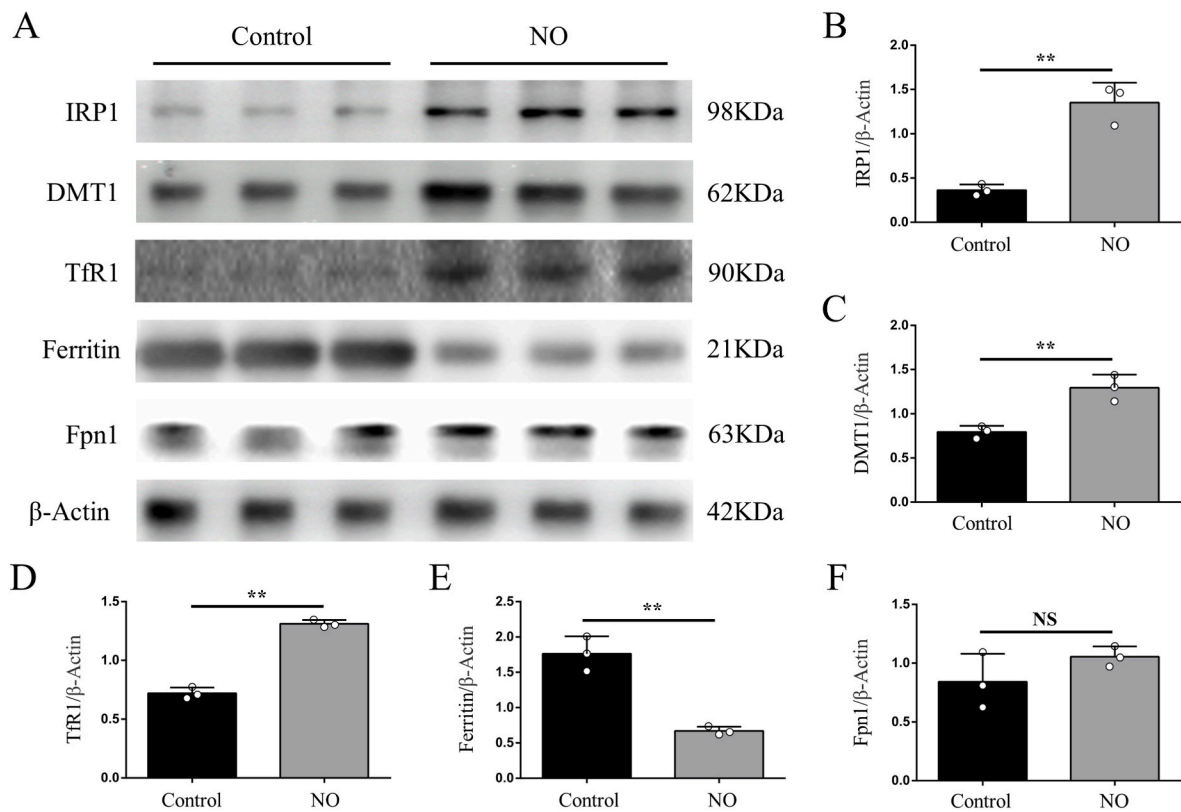 A
Control NO
IRP1 98KDa
DMT1 62KDa
TfR1 90KDa
Ferritin 21KDa
Fpn1 63KDa
β-Actin 42KDa
B
**
IRP1/β-Actin
2.0
1.5
1.0
0.5
0.0
Control NO
C
**
DMT1/β-Actin
2.0
1.5
1.0
0.5
0.0
Control NO
D
**
TfR1/β-Actin
1.5
1.0
0.5
0.0
Control NO
E
**
Ferritin/β-Actin
2.5
2.0
1.5
1.0
0.5
0.0
Control NO
F
NS
Fpn1/β-Actin
1.5
1.0
0.5
0.0
Control NO